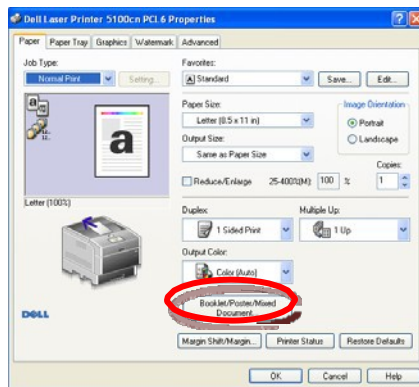 Dell Laser Printer 5100cn PCL6 Properties
Paper
Paper Tray
Graphics
Watermark
Advanced
Job Type:
Normal Print
Setting...
Favorites:
Standard
Save...
Edit...
Paper Size:
Letter (8.5 x 11 in)
Image Orientation
Portrait
Landscape
Output Size:
Same as Paper Size
Copies:
Reduce/Enlarge
25-400%(M):
100
%
1
a
a
Letter (100%)
Duplex:
1 Sided Print
Multiple Up:
1 Up
Output Color:
Color (Auto)
Booklet/Poster/Mixed
Document...
DELL
Margin Shift/Margin...
Printer Status
Restore Defaults
OK
Cancel
Help